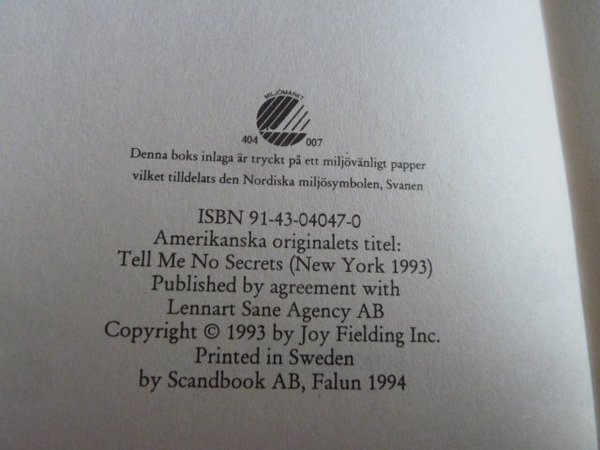 MILJÖMÄRKT
404 007
Denna boks inlaga är tryckt på ett miljövänligt papper
vilket tilldelats den Nordiska miljösymbolen, Svanen
ISBN 91-43-04047-0
Amerikanska originalets titel:
Tell Me No Secrets (New York 1993)
Published by agreement with
Lennart Sane Agency AB
Copyright © 1993 by Joy Fielding Inc.
Printed in Sweden
by Scandbook AB, Falun 1994